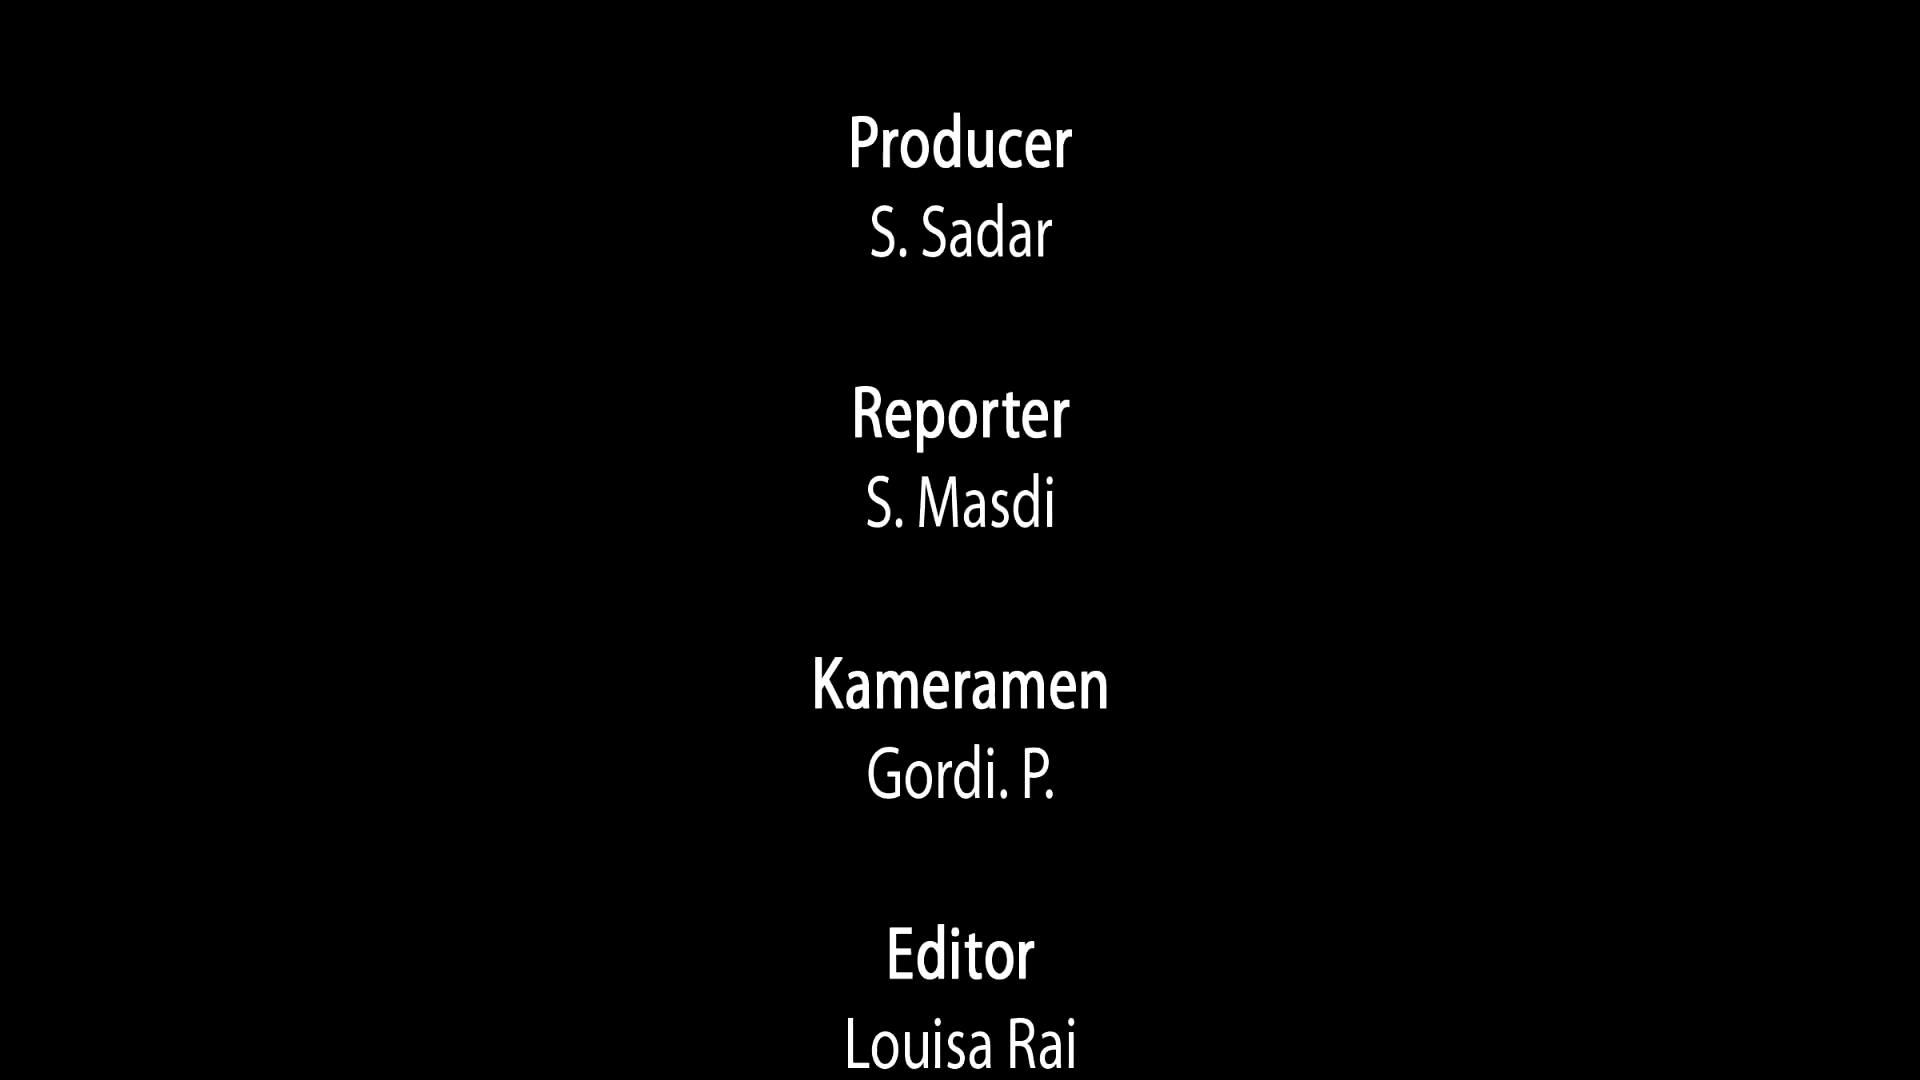 Producer
S. Sadar
Reporter
S. Masdi
Kameramen
Gordi. P.
Editor
Louisa Rai